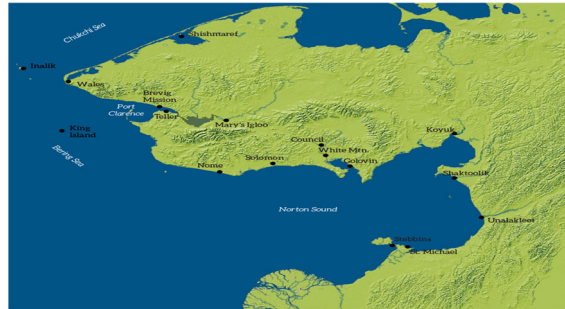 Chukchi Sea
Shishmaref
Inalik
Wales
Brevig
Mission
Port
Clarence
Teller
Mary's Igloo
King
Island
Koyuk
Council
White Mtn.
Bering Sea
Solomon
Golovin
Nome
Shaktoolik
Norton Sound
Unalakleet
Stebbins
St. Michael